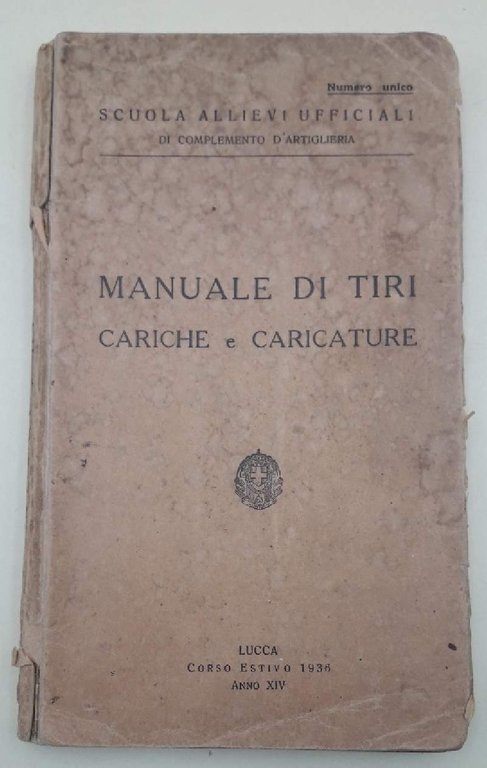 Numero unico
SCUOLA ALLIEVI UFFICIALI
DI COMPLEMENTO D'ARTIGLIERIA
MANUALE DI TIRI
CARICHE e CARICATURE
LUCCA
CORSO ESTIVO 1936
ANNO XIV